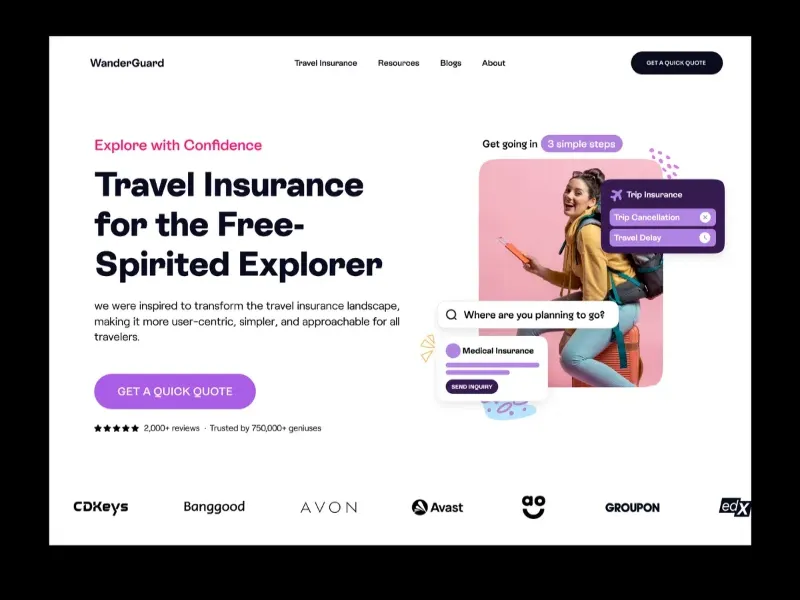 WanderGuard
Travel Insurance
Resources
Blogs
About
GET A QUICK QUOTE
Explore with Confidence
Travel Insurance
for the Free-
Spirited Explorer
we were inspired to transform the travel insurance landscape,
making it more user-centric, simpler, and approachable for all
travelers.
GET A QUICK QUOTE
2,000+ reviews · Trusted by 750,000+ geniuses
Get going in 3 simple steps
Trip Insurance
Trip Cancellation
Travel Delay
Where are you planning to go?
Medical Insurance
SEND INQUIRY
CDKeys
Banggood
AVON
Avast
ao
GROUPON
edX